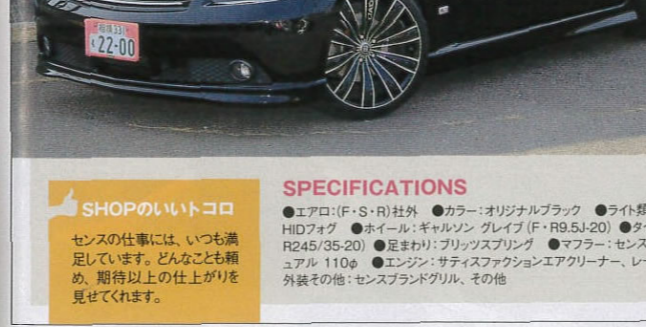 22-00
SHOPのいいトコロ
センスの仕事には、いつも満
足しています。どんなことも頼
め、期待以上の仕上がりを
見せてくれます。
SPECIFICATIONS
●エアロ:(F・S・R)社外 ●カラー:オリジナルブラック ●ライト類
HIDフォグ ●ホイール:ギャルソン グレイブ(F・R9.5J-20) ●タ
R245/35-20) ●足まわり:ブリッツスプリング ●マフラー:センス
ュアル 110φ ●エンジン:サティスファクションエアクリーナー、レー
外装その他:センスブランドグリル、その他